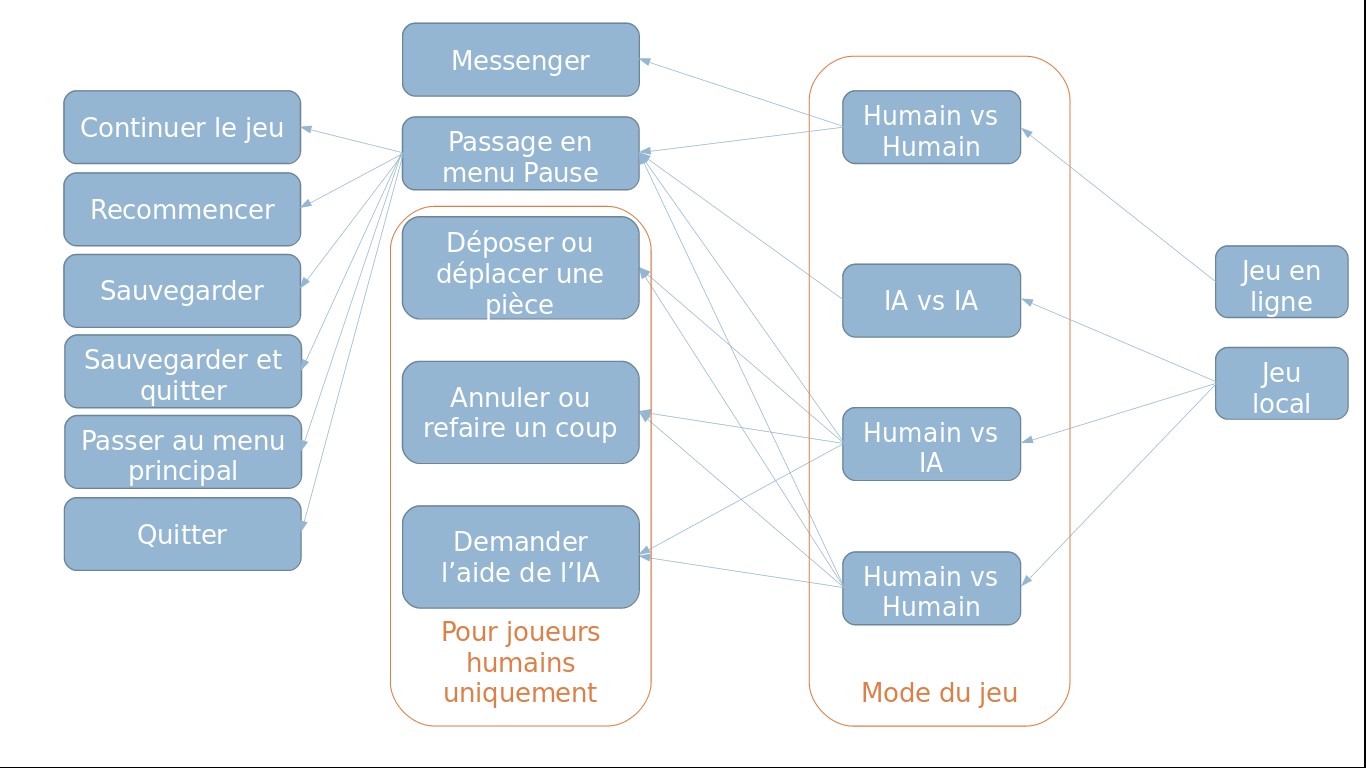 Messenger
Continuer le jeu
Passage en
menu Pause
Humain vs
Humain
Recommencer
Déposer ou
déplacer une
pièce
Sauvegarder
IA vs IA
Jeu en
ligne
Sauvegarder et
quitter
Annuler ou
refaire un coup
Jeu
local
Passer au menu
principal
Humain vs
IA
Quitter
Demander
l’aide de l’IA
Humain vs
Humain
Pour joueurs
humains
uniquement
Mode du jeu